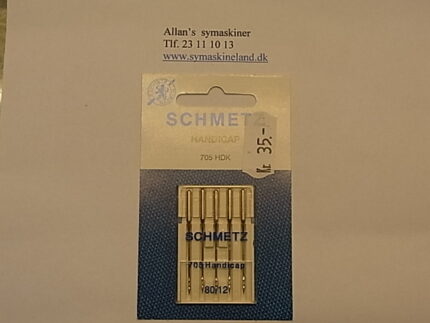 Allan's symaskiner
Tlf. 23 11 10 13
www.symaskineland.dk
SCHMETZ
HANDICAP
705 HDK
Kr. 35.-
SCHMETZ
705 Handicap
80/12